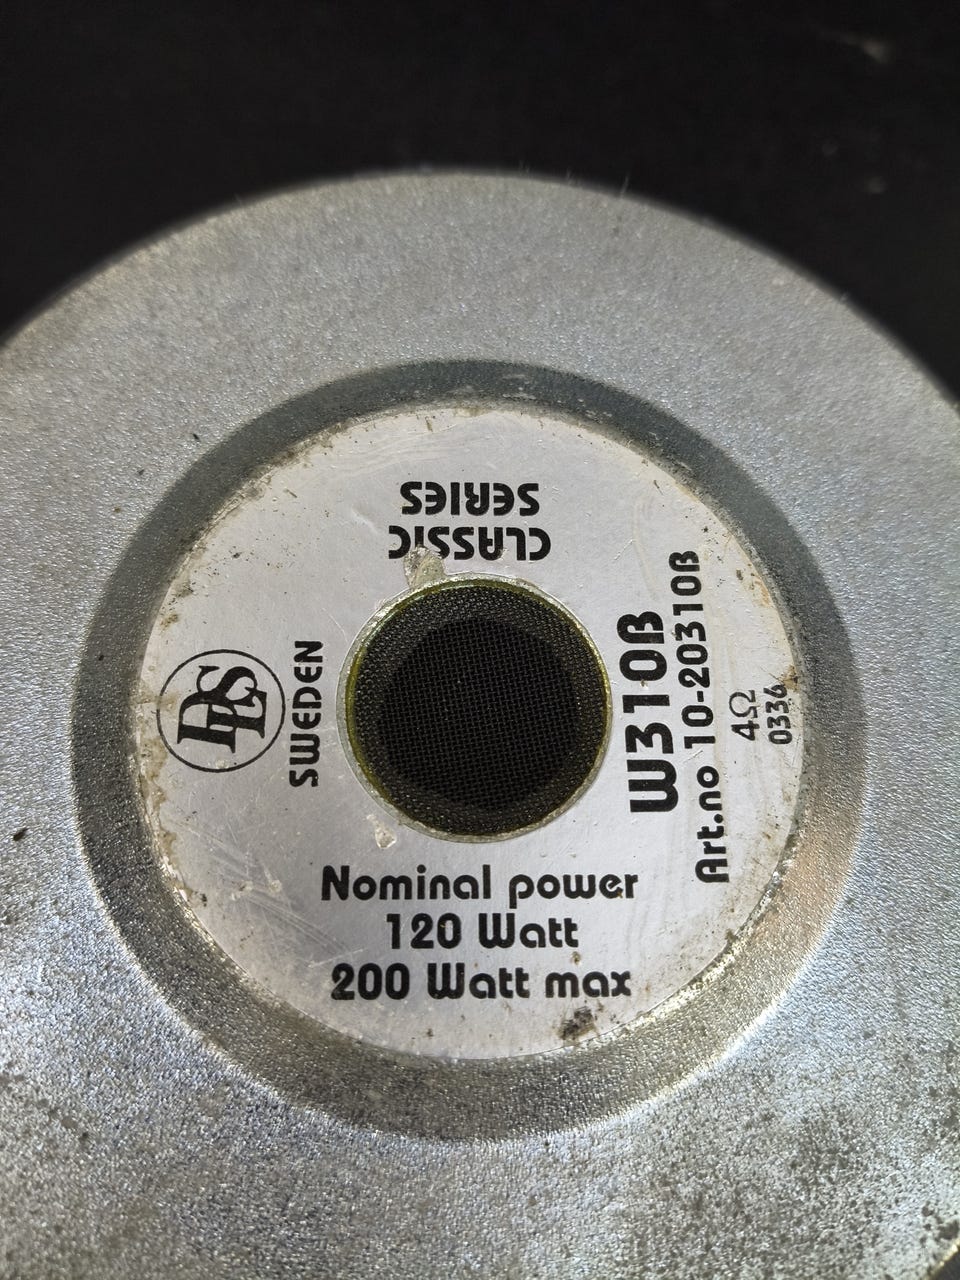 CLASSIC
SERIES
DLS
SWEDEN
W310B
Art.no 10-20310B
4Ω
0336
Nominal power
120 Watt
200 Watt max